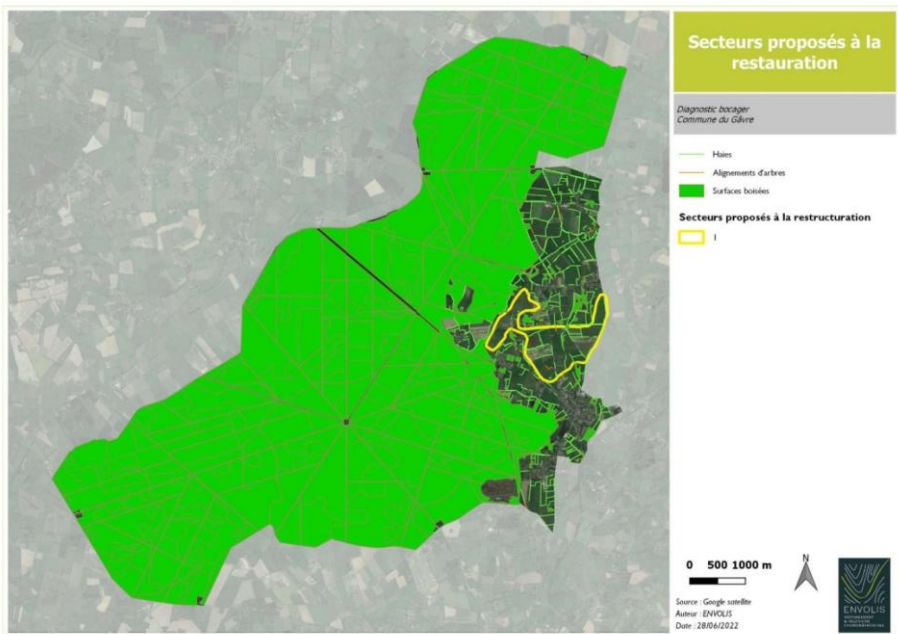 Secteurs proposés à la
restauration
Diagnostic bocager
Commune du Gâvre
Haies
Alignements d'arbres
Surfaces boisées
Secteurs proposés à la restructuration
1
0 500 1000 m
N
Source : Google satellite
Auteur : ENVOLIS
Date : 28/06/2022
ENVOLIS